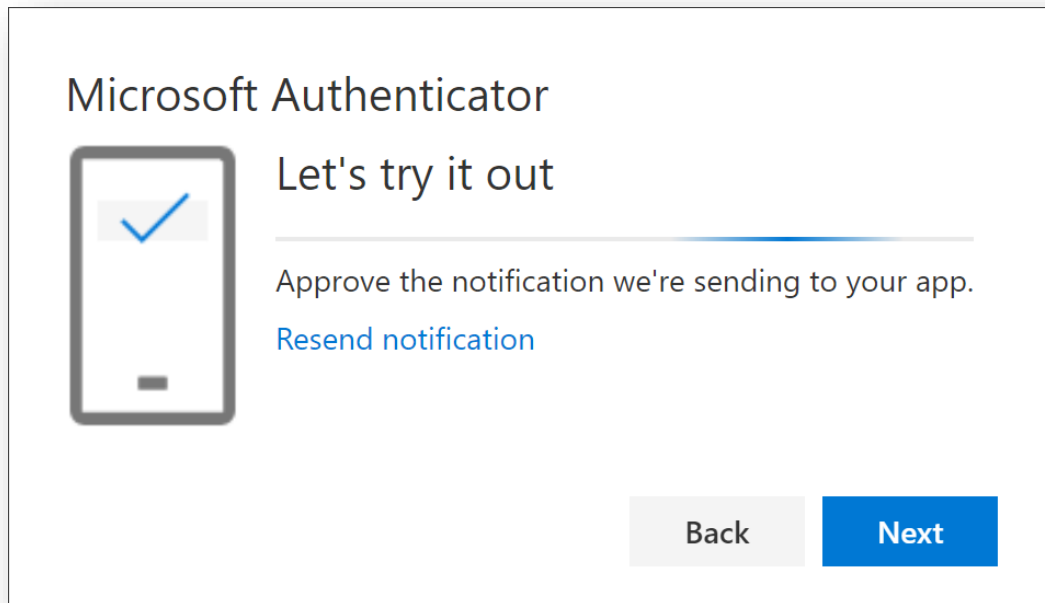 Microsoft Authenticator
Let's try it out
Approve the notification we're sending to your app.
Resend notification
Back
Next